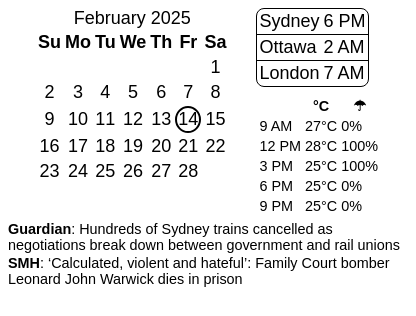 February 2025
Su Mo Tu We Th Fr Sa
1
2 3 4 5 6 7 8
9 10 11 12 13 14 15
16 17 18 19 20 21 22
23 24 25 26 27 28
Sydney 6 PM
Ottawa 2 AM
London 7 AM
°C ☂
9 AM 27°C 0%
12 PM 28°C 100%
3 PM 25°C 100%
6 PM 25°C 0%
9 PM 25°C 0%
Guardian: Hundreds of Sydney trains cancelled as
negotiations break down between government and rail unions
SMH: ‘Calculated, violent and hateful’: Family Court bomber
Leonard John Warwick dies in prison